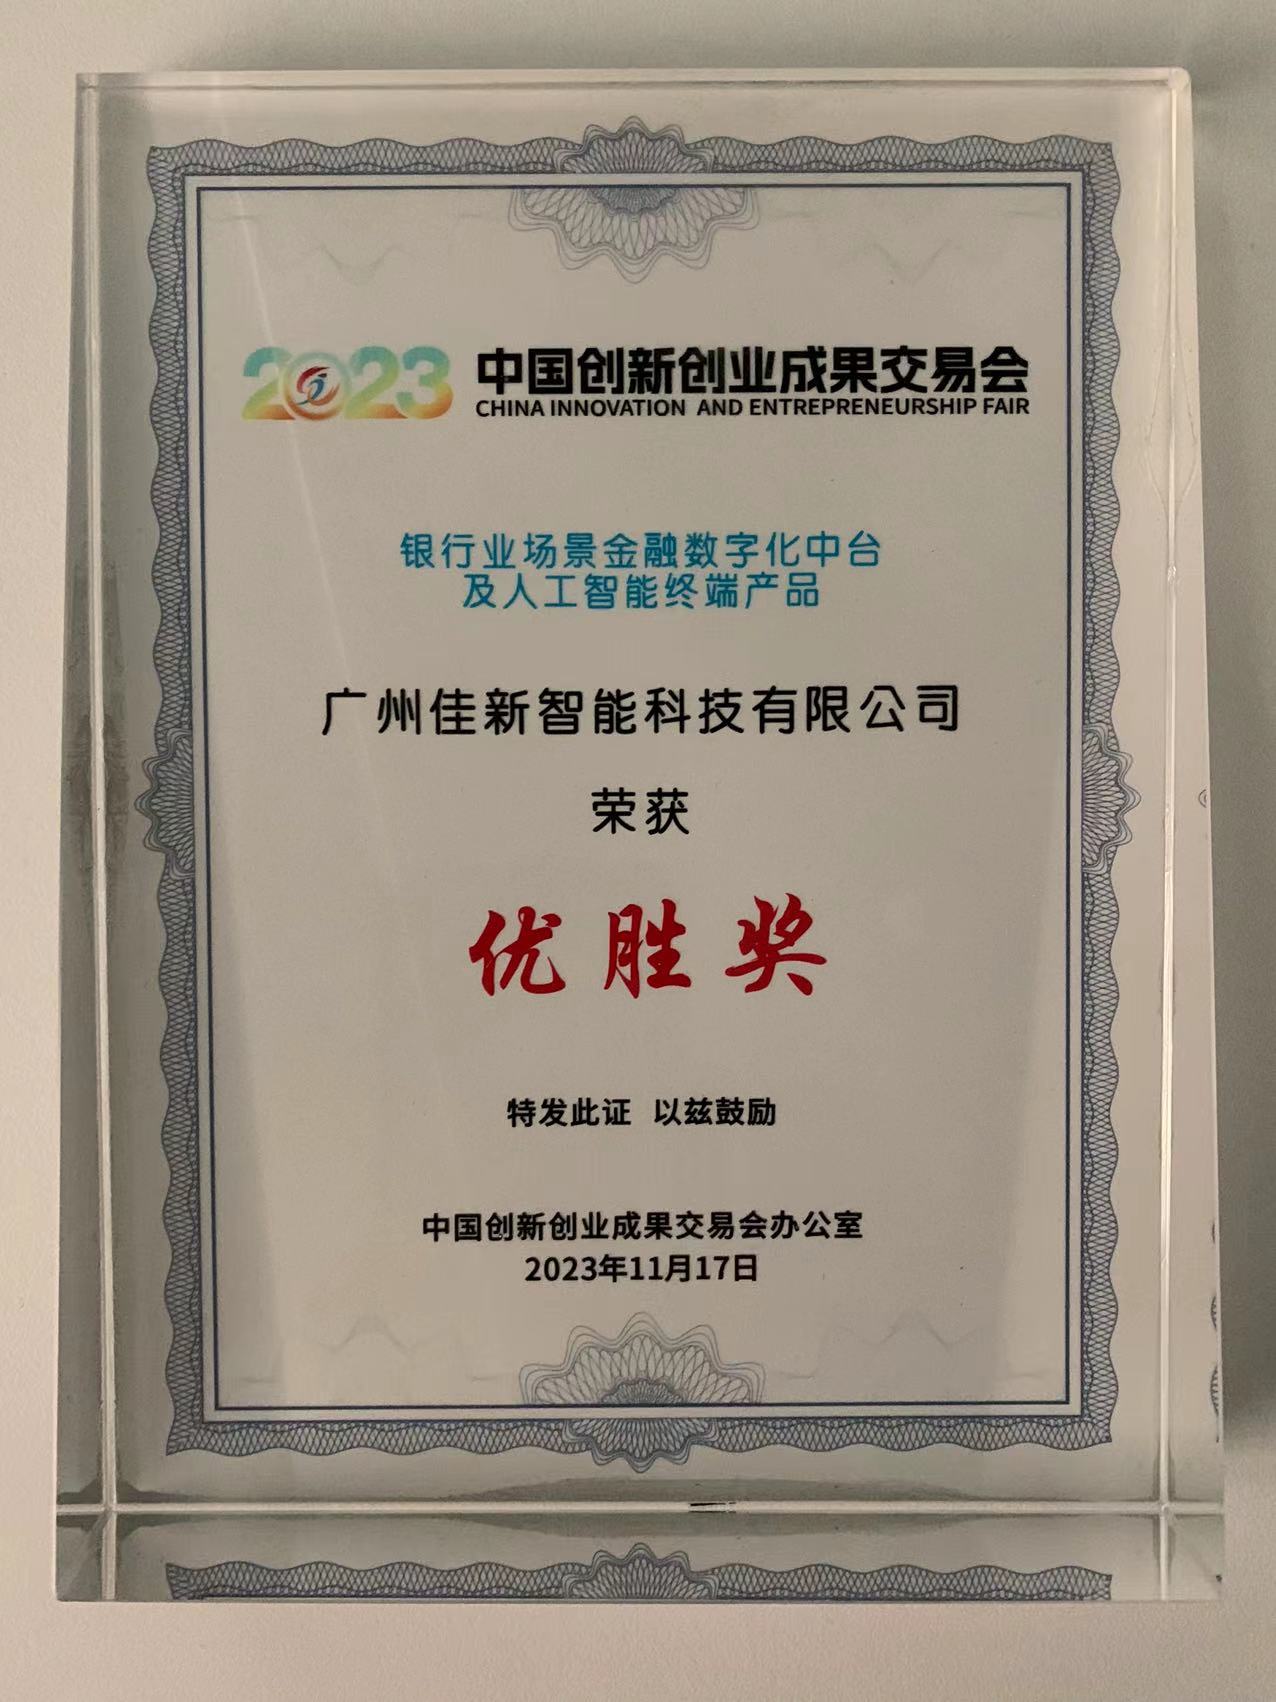 2023 中国创新创业成果交易会
CHINA INNOVATION AND ENTREPRENEURSHIP FAIR
银行业场景金融数字化中台
及人工智能终端产品
广州佳新智能科技有限公司
荣获
优胜奖
特发此证 以兹鼓励
中国创新创业成果交易会办公室
2023年11月17日